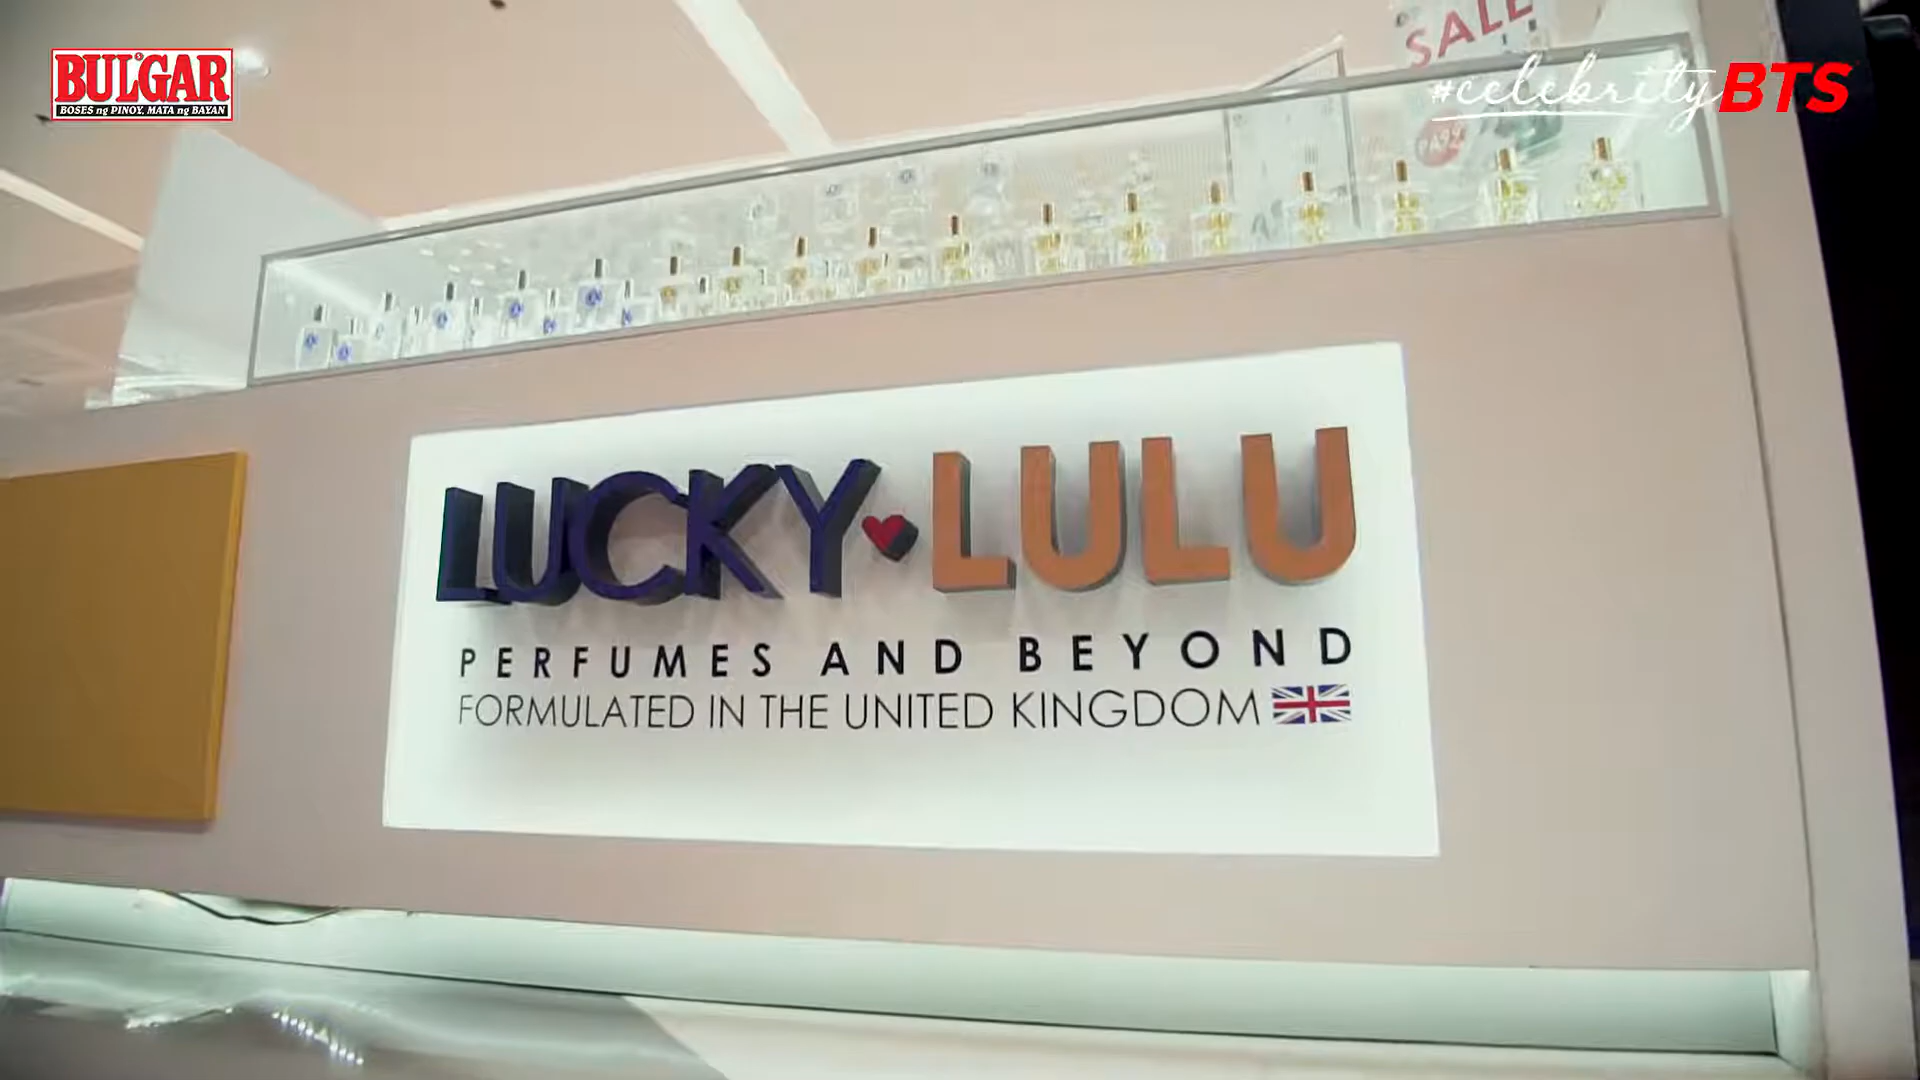 BULGAR
BOSES ng PINOY, MATA ng BAYAN
SALE
#celebrityBTS
LUCKY LULU
PERFUMES AND BEYOND
FORMULATED IN THE UNITED KINGDOM